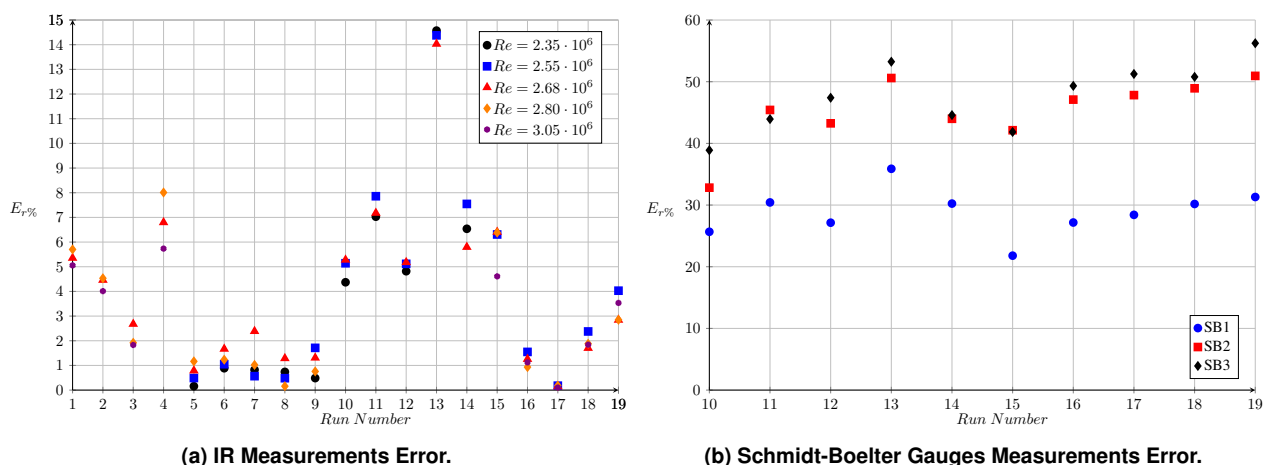 15
14
13
12
11
10
9
8
7
6
5
4
3
2
1
0
E_{r%}
1 2 3 4 5 6 7 8 9 10 11 12 13 14 15 16 17 18 19
Run Number
Re = 2.35 · 10^6
Re = 2.55 · 10^6
Re = 2.68 · 10^6
Re = 2.80 · 10^6
Re = 3.05 · 10^6
(a) IR Measurements Error.
60
50
40
30
20
10
0
E_{r%}
10 11 12 13 14 15 16 17 18 19
Run Number
SB1
SB2
SB3
(b) Schmidt-Boelter Gauges Measurements Error.